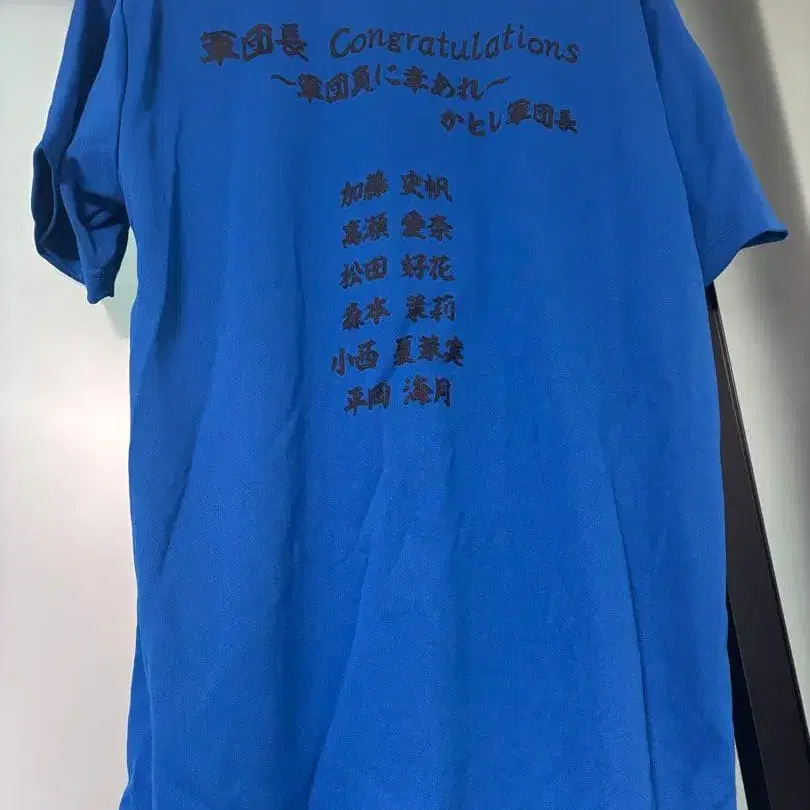 軍団長 Congratulations
～軍団員に幸あれ～
かとし軍団長
加藤 史帆
高瀬 愛奈
松田 好花
森本 茉莉
小西 夏菜実
平岡 海月